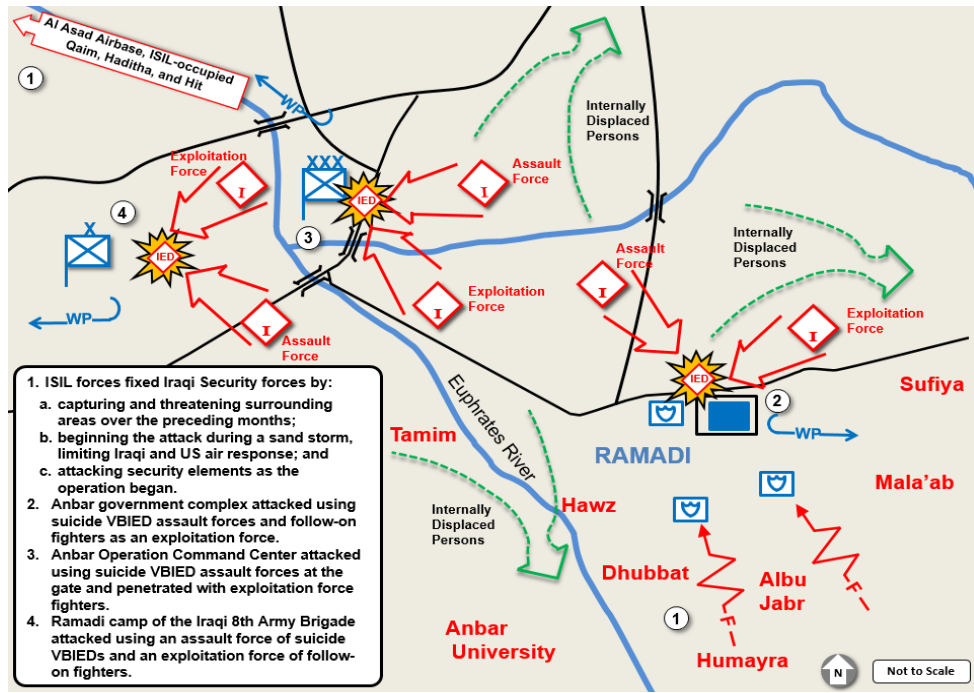 Al Asad Airbase, ISIL-occupied
Qaim, Haditha, and Hit
1
WP
Exploitation
Force
I
XXX
IED
I
Assault
Force
Internally
Displaced
Persons
4
X
IED
3
WP
I
Assault
Force
I
Exploitation
Force
Assault
Force
I
Internally
Displaced
Persons
I
Exploitation
Force
IED
2
WP
Sufiya
RAMADI
Mala’ab
1. ISIL forces fixed Iraqi Security forces by:
a. capturing and threatening surrounding
areas over the preceding months;
b. beginning the attack during a sand storm,
limiting Iraqi and US air response; and
c. attacking security elements as the
operation began.
2. Anbar government complex attacked using
suicide VBIED assault forces and follow-on
fighters as an exploitation force.
3. Anbar Operation Command Center attacked
using suicide VBIED assault forces at the
gate and penetrated with exploitation force
fighters.
4. Ramadi camp of the Iraqi 8th Army Brigade
attacked using an assault force of suicide
VBIEDs and an exploitation force of follow-
on fighters.
Euphrates River
Tamim
Hawz
Internally
Displaced
Persons
Dhubbat
Albu
Jabr
F
F
1
Anbar
University
Humayra
N
Not to Scale